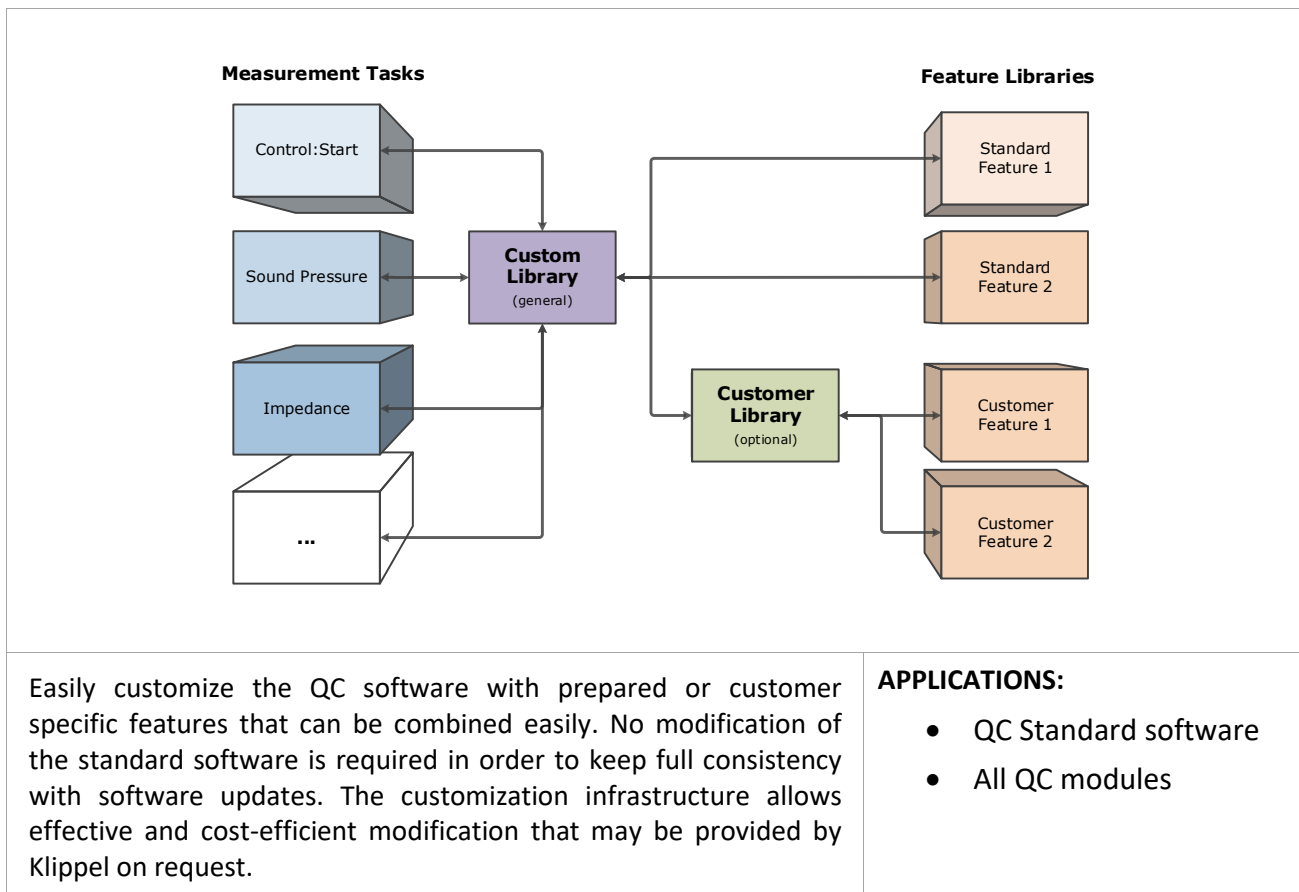 Measurement Tasks
Feature Libraries
Control:Start
Standard
Feature 1
Custom
Library
(general)
Sound Pressure
Standard
Feature 2
Impedance
Customer
Library
(optional)
Customer
Feature 1
...
Customer
Feature 2
Easily customize the QC software with prepared or customer
specific features that can be combined easily. No modification of
the standard software is required in order to keep full consistency
with software updates. The customization infrastructure allows
effective and cost-efficient modification that may be provided by
Klippel on request.
APPLICATIONS:
• QC Standard software
• All QC modules